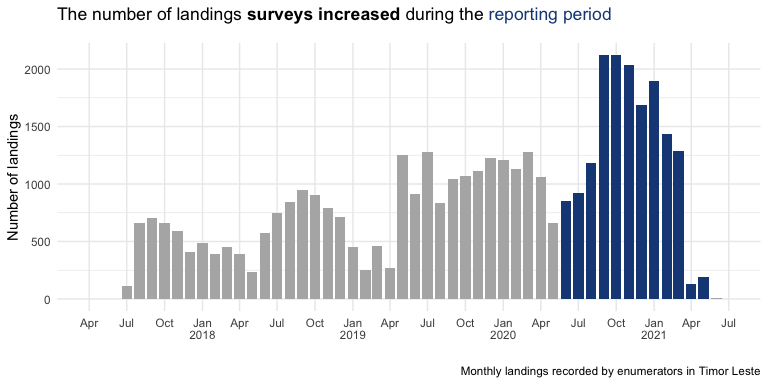 The number of landings surveys increased during the reporting period
Number of landings
2000
1500
1000
500
0
Apr Jul Oct Jan Apr Jul Oct Jan Apr Jul Oct Jan Apr Jul Oct Jan Apr Jul
2018 2019 2020 2021
Monthly landings recorded by enumerators in Timor Leste